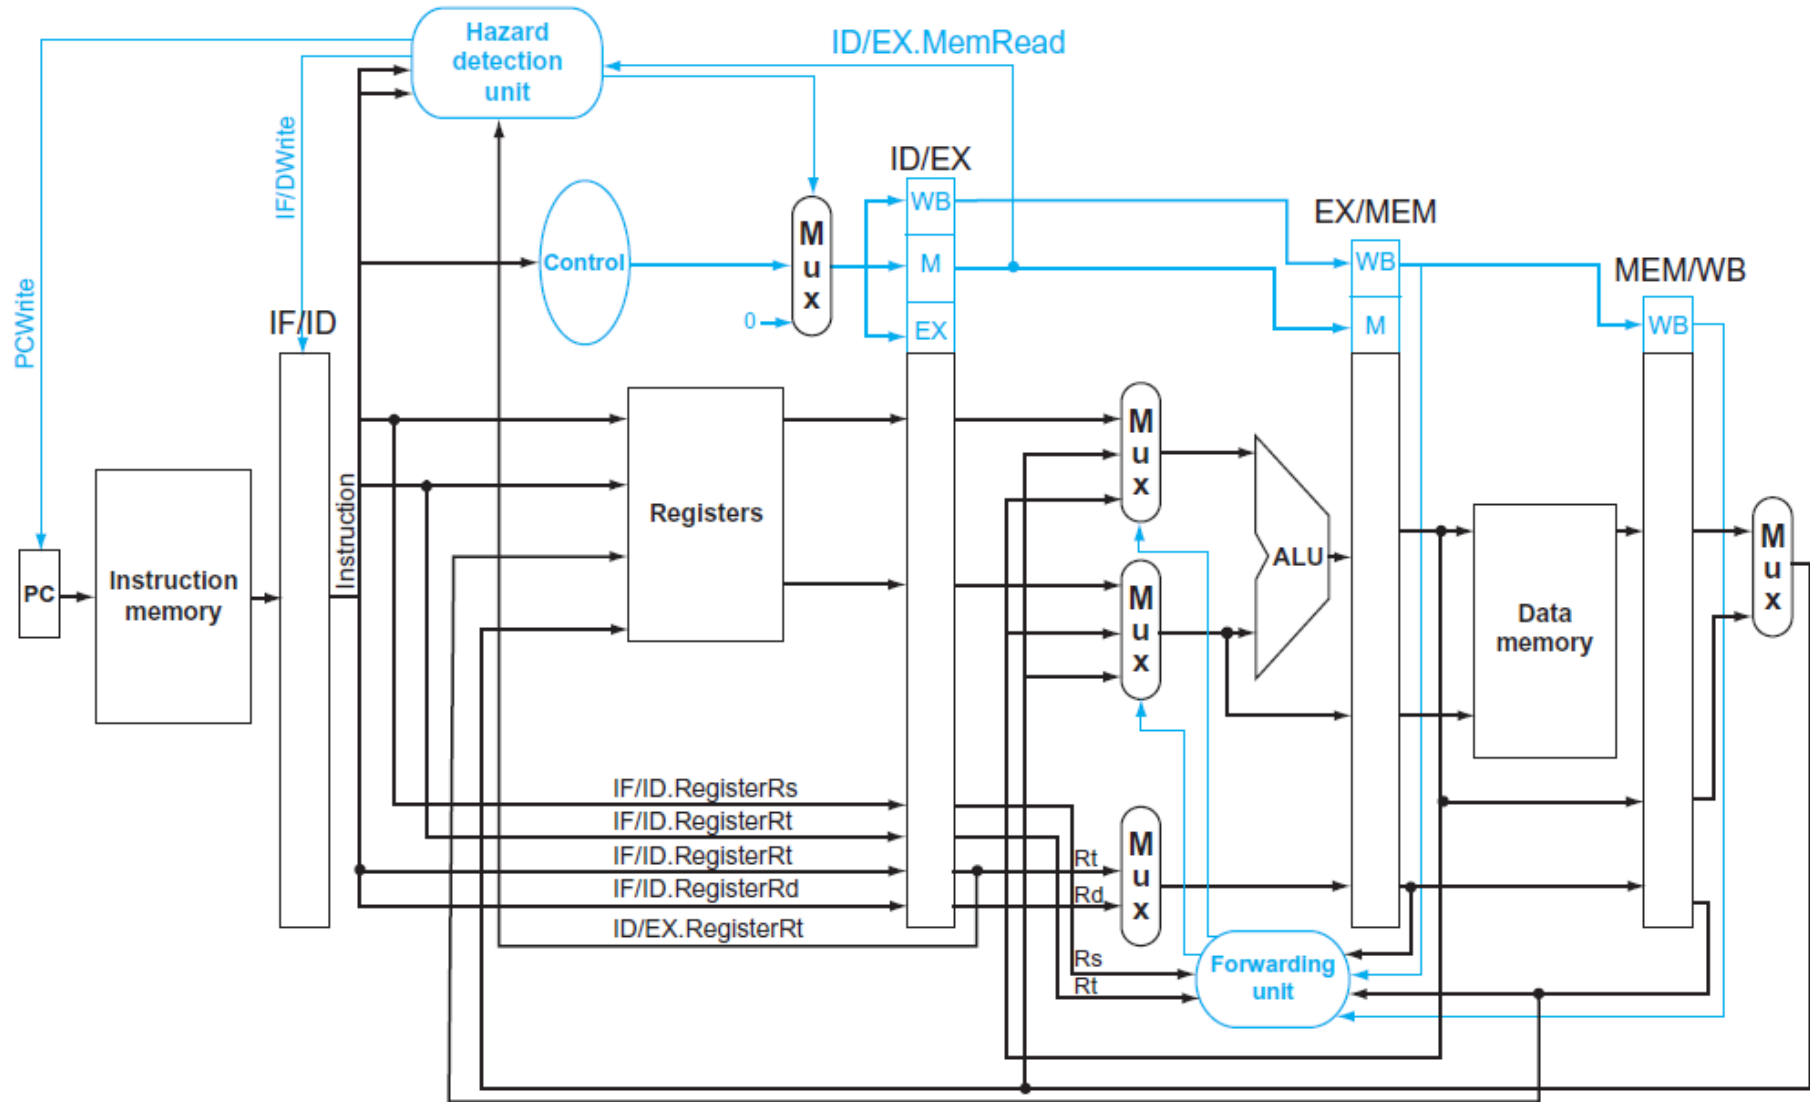 Hazard
detection
unit
ID/EX.MemRead
IF/DWrite
PCWrite
ID/EX
WB
M
EX
EX/MEM
WB
M
MEM/WB
WB
Control
0
M
u
x
IF/ID
PC
Instruction
memory
Instruction
Registers
M
u
x
M
u
x
ALU
Data
memory
M
u
x
IF/ID.RegisterRs
IF/ID.RegisterRt
IF/ID.RegisterRt
IF/ID.RegisterRd
ID/EX.RegisterRt
Rt
Rd
M
u
x
Rs
Rt
Forwarding
unit